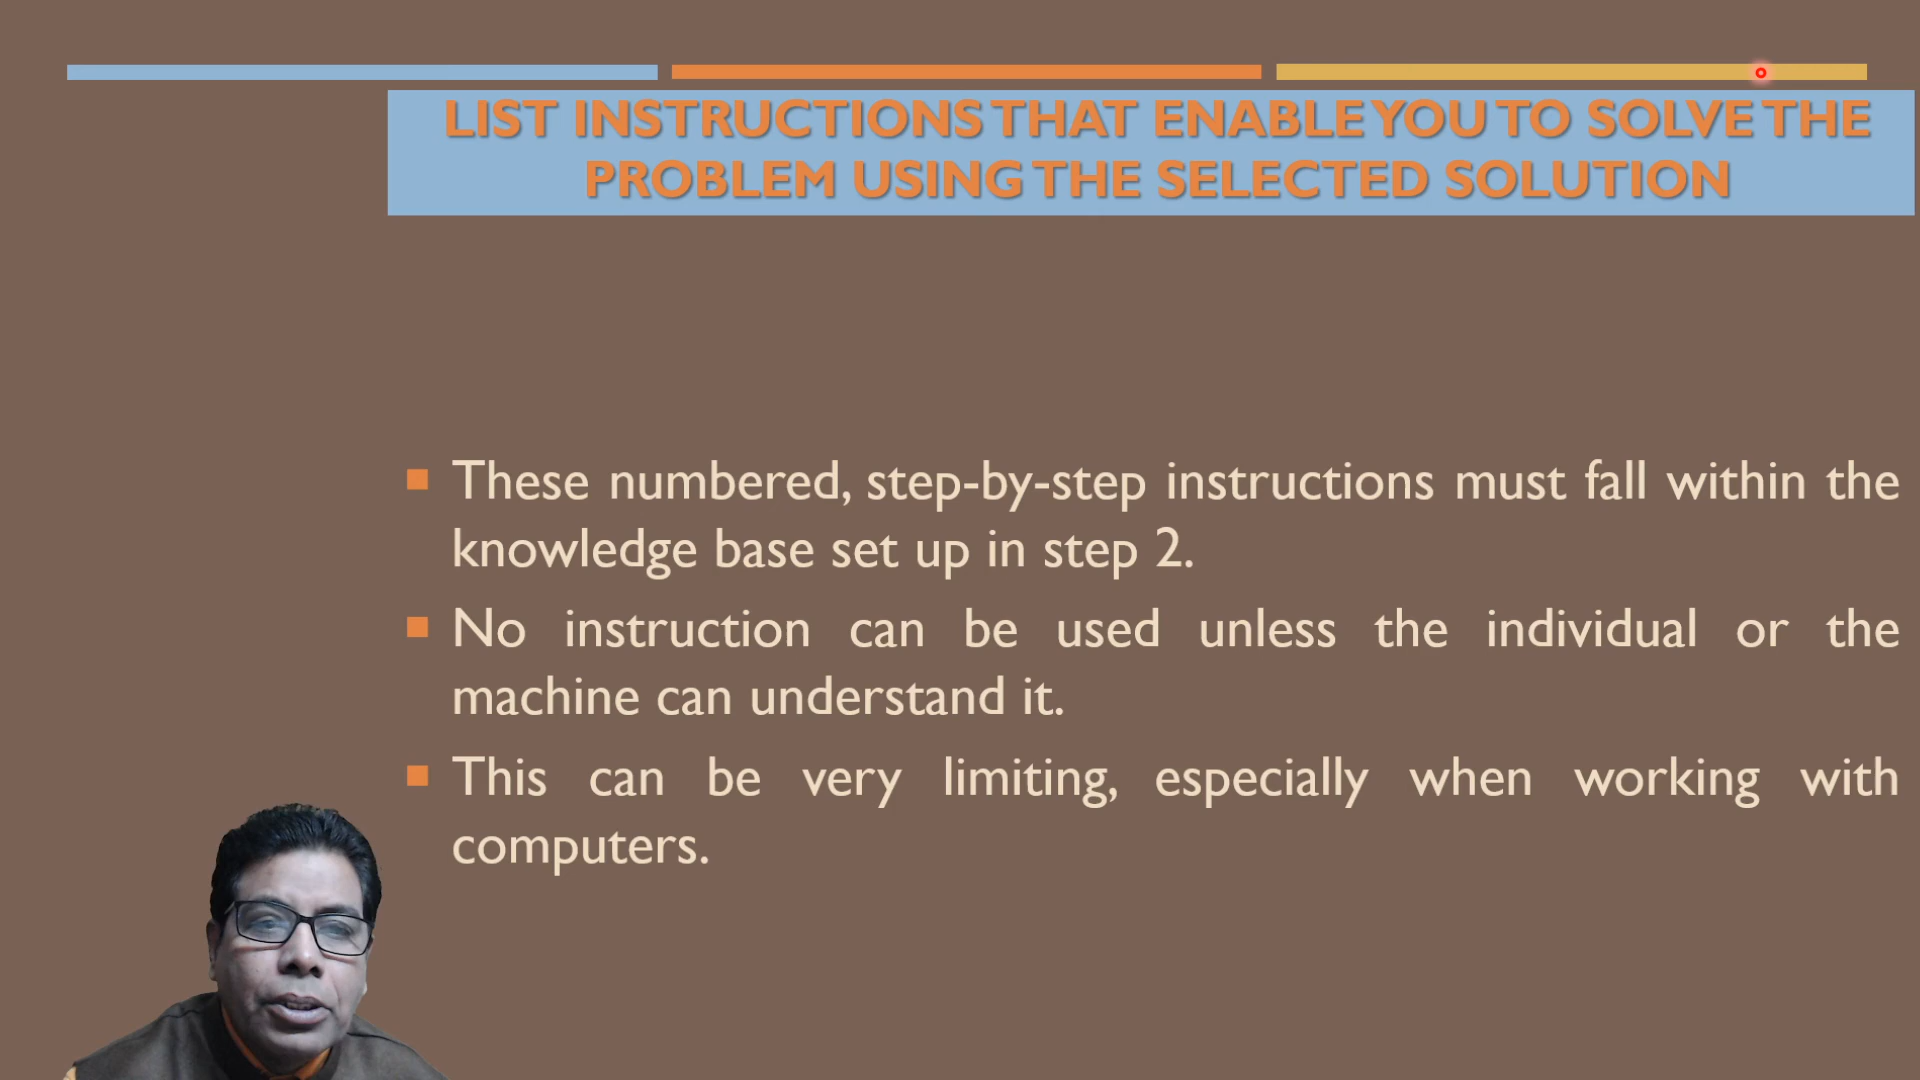 LIST INSTRUCTIONS THAT ENABLE YOU TO SOLVE THE
PROBLEM USING THE SELECTED SOLUTION
These numbered, step-by-step instructions must fall within the
knowledge base set up in step 2.
No instruction can be used unless the individual or the
machine can understand it.
This can be very limiting, especially when working with
computers.